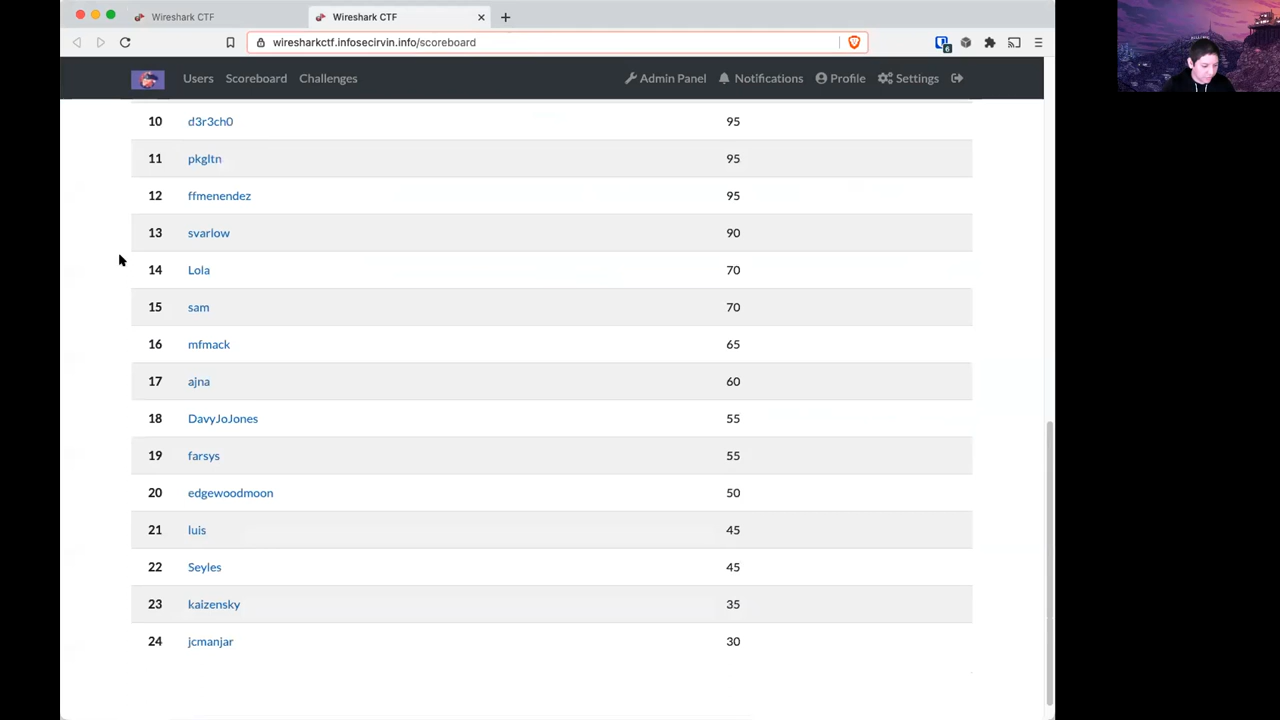 Wireshark CTF
Wireshark CTF
wiresharkctf.infosecirvin.info/scoreboard
6
Users Scoreboard Challenges Admin Panel Notifications Profile Settings
10 d3r3ch0 95
11 pkgltn 95
12 ffmenendez 95
13 svarlow 90
14 Lola 70
15 sam 70
16 mfmack 65
17 ajna 60
18 DavyJoJones 55
19 farsys 55
20 edgewoodmoon 50
21 luis 45
22 Seyles 45
23 kaizensky 35
24 jcmanjar 30